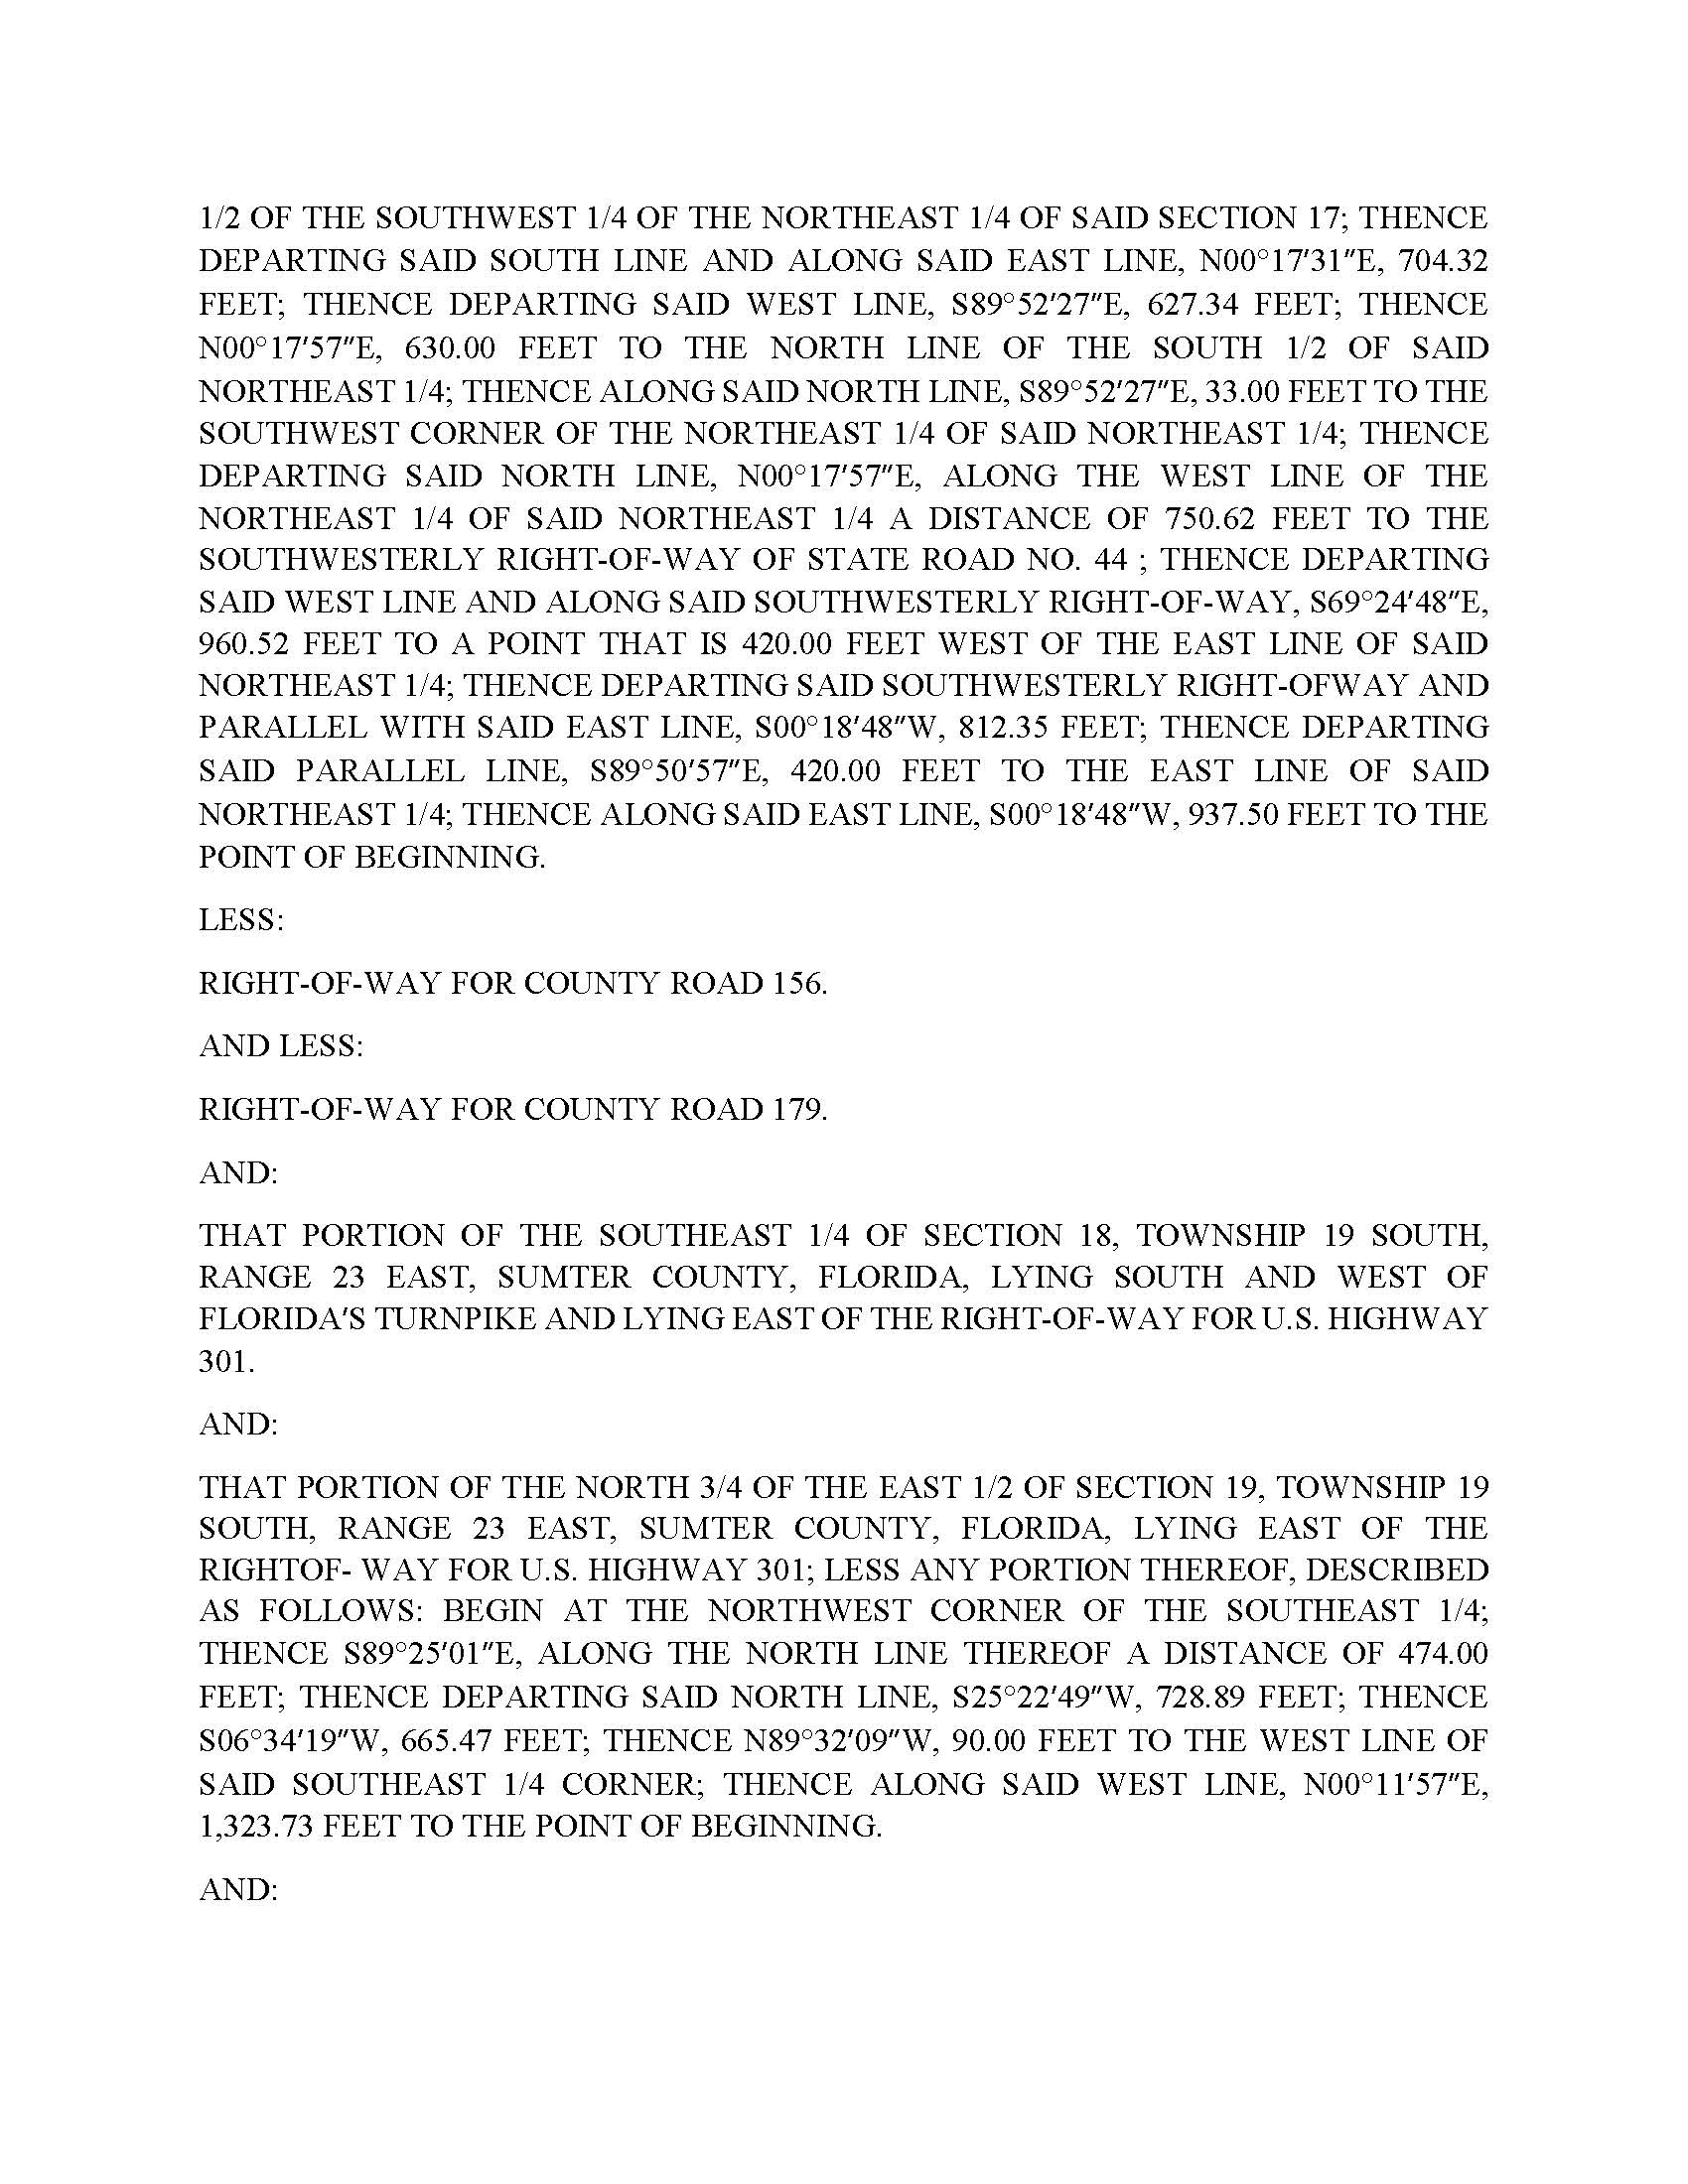 1/2 OF THE SOUTHWEST 1/4 OF THE NORTHEAST 1/4 OF SAID SECTION 17; THENCE
DEPARTING SAID SOUTH LINE AND ALONG SAID EAST LINE, N00°17′31″E, 704.32
FEET; THENCE DEPARTING SAID WEST LINE, S89°52′27″E, 627.34 FEET; THENCE
N00°17′57″E, 630.00 FEET TO THE NORTH LINE OF THE SOUTH 1/2 OF SAID
NORTHEAST 1/4; THENCE ALONG SAID NORTH LINE, S89°52′27″E, 33.00 FEET TO THE
SOUTHWEST CORNER OF THE NORTHEAST 1/4 OF SAID NORTHEAST 1/4; THENCE
DEPARTING SAID NORTH LINE, N00°17′57″E, ALONG THE WEST LINE OF THE
NORTHEAST 1/4 OF SAID NORTHEAST 1/4 A DISTANCE OF 750.62 FEET TO THE
SOUTHWESTERLY RIGHT-OF-WAY OF STATE ROAD NO. 44 ; THENCE DEPARTING
SAID WEST LINE AND ALONG SAID SOUTHWESTERLY RIGHT-OF-WAY, S69°24′48″E,
960.52 FEET TO A POINT THAT IS 420.00 FEET WEST OF THE EAST LINE OF SAID
NORTHEAST 1/4; THENCE DEPARTING SAID SOUTHWESTERLY RIGHT-OFWAY AND
PARALLEL WITH SAID EAST LINE, S00°18′48″W, 812.35 FEET; THENCE DEPARTING
SAID PARALLEL LINE, S89°50′57″E, 420.00 FEET TO THE EAST LINE OF SAID
NORTHEAST 1/4; THENCE ALONG SAID EAST LINE, S00°18′48″W, 937.50 FEET TO THE
POINT OF BEGINNING.
LESS:
RIGHT-OF-WAY FOR COUNTY ROAD 156.
AND LESS:
RIGHT-OF-WAY FOR COUNTY ROAD 179.
AND:
THAT PORTION OF THE SOUTHEAST 1/4 OF SECTION 18, TOWNSHIP 19 SOUTH,
RANGE 23 EAST, SUMTER COUNTY, FLORIDA, LYING SOUTH AND WEST OF
FLORIDA'S TURNPIKE AND LYING EAST OF THE RIGHT-OF-WAY FOR U.S. HIGHWAY
301.
AND:
THAT PORTION OF THE NORTH 3/4 OF THE EAST 1/2 OF SECTION 19, TOWNSHIP 19
SOUTH, RANGE 23 EAST, SUMTER COUNTY, FLORIDA, LYING EAST OF THE
RIGHTOF- WAY FOR U.S. HIGHWAY 301; LESS ANY PORTION THEREOF, DESCRIBED
AS FOLLOWS: BEGIN AT THE NORTHWEST CORNER OF THE SOUTHEAST 1/4;
THENCE S89°25′01″E, ALONG THE NORTH LINE THEREOF A DISTANCE OF 474.00
FEET; THENCE DEPARTING SAID NORTH LINE, S25°22′49″W, 728.89 FEET; THENCE
S06°34′19″W, 665.47 FEET; THENCE N89°32′09″W, 90.00 FEET TO THE WEST LINE OF
SAID SOUTHEAST 1/4 CORNER; THENCE ALONG SAID WEST LINE, N00°11′57″E,
1,323.73 FEET TO THE POINT OF BEGINNING.
AND: